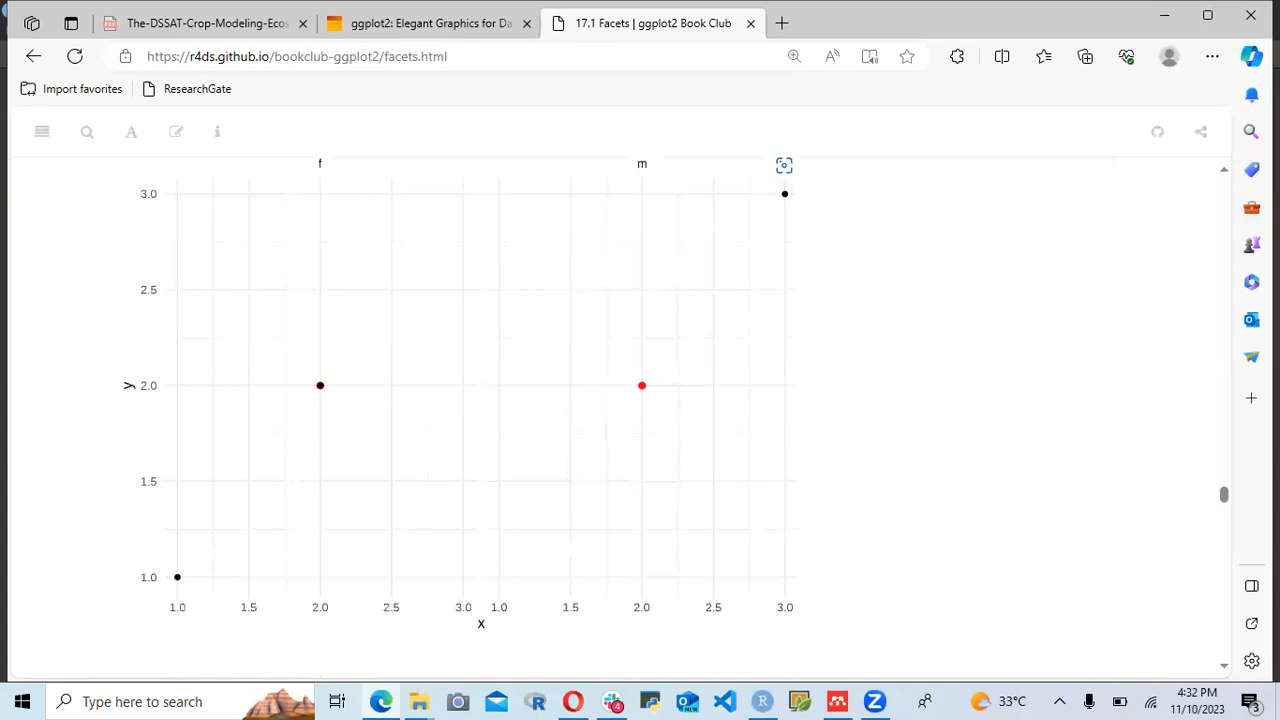 The-DSSAT-Crop-Modeling-Ecos
ggplot2: Elegant Graphics for Da
17.1 Facets | ggplot2 Book Club
https://r4ds.github.io/bookclub-ggplot2/facets.html
Import favorites
ResearchGate
f m
3.0
2.5
y 2.0
1.5
1.0
1.0 1.5 2.0 2.5 3.0 1.0 1.5 2.0 2.5 3.0
x
Type here to search
33°C
4:32 PM
11/10/2023